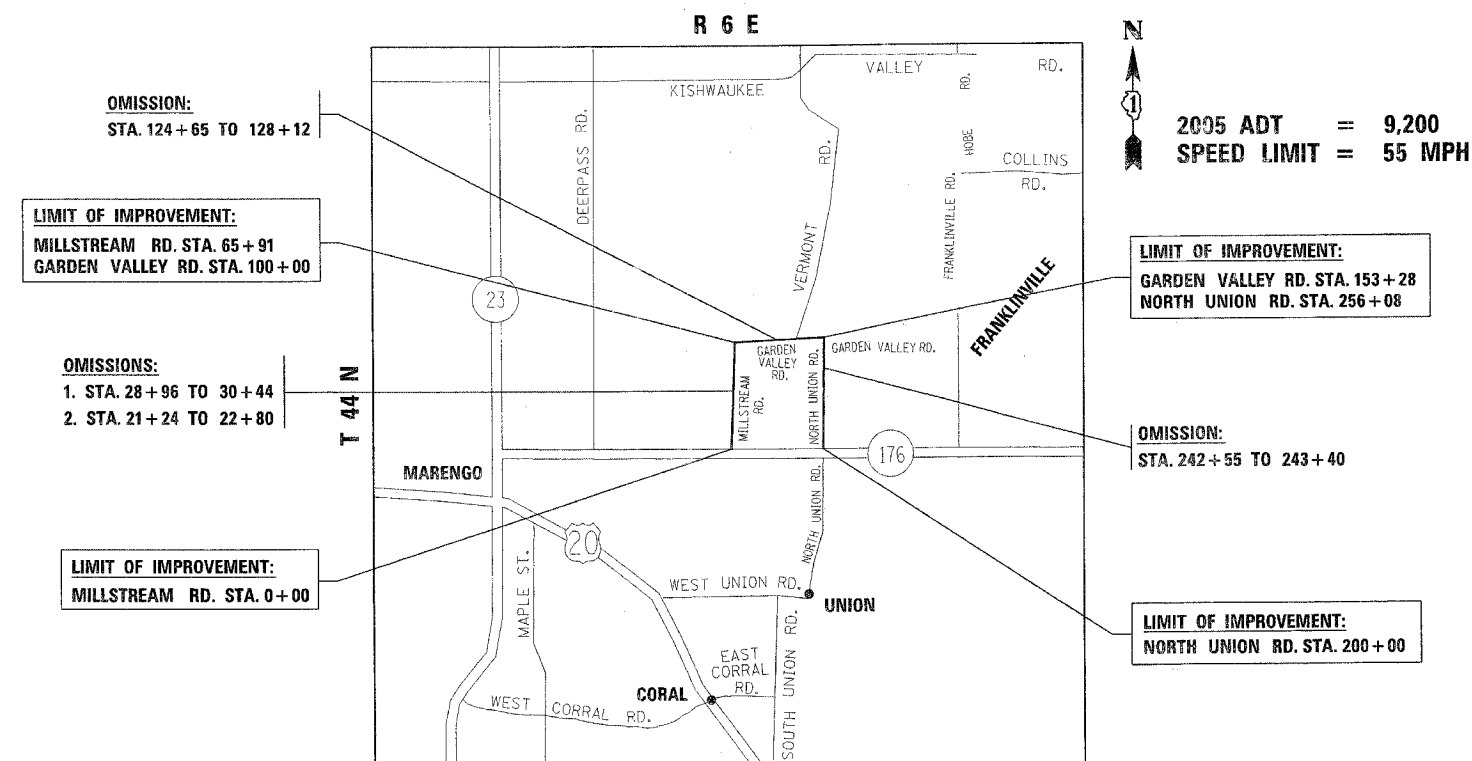 R 6 E
N
1
2005 ADT = 9,200
SPEED LIMIT = 55 MPH
OMISSION:
STA. 124+65 TO 128+12
LIMIT OF IMPROVEMENT:
MILLSTREAM RD. STA. 65+91
GARDEN VALLEY RD. STA. 100+00
OMISSIONS:
1. STA. 28+96 TO 30+44
2. STA. 21+24 TO 22+80
LIMIT OF IMPROVEMENT:
MILLSTREAM RD. STA. 0+00
T 44 N
KISHWAUKEE
VALLEY
RD.
DEERPASS RD.
VERMONT
RD.
HOBE
RD.
COLLINS
RD.
FRANKLINVILLE RD.
FRANKLINVILLE
23
GARDEN
VALLEY
RD.
GARDEN VALLEY RD.
MILLSTREAM
RD.
NORTH UNION RD.
176
MARENGO
20
NORTH UNION RD.
MAPLE ST.
WEST UNION RD.
UNION
SOUTH UNION RD.
EAST
CORRAL
RD.
CORAL
WEST CORRAL RD.
LIMIT OF IMPROVEMENT:
GARDEN VALLEY RD. STA. 153+28
NORTH UNION RD. STA. 256+08
OMISSION:
STA. 242+55 TO 243+40
LIMIT OF IMPROVEMENT:
NORTH UNION RD. STA. 200+00